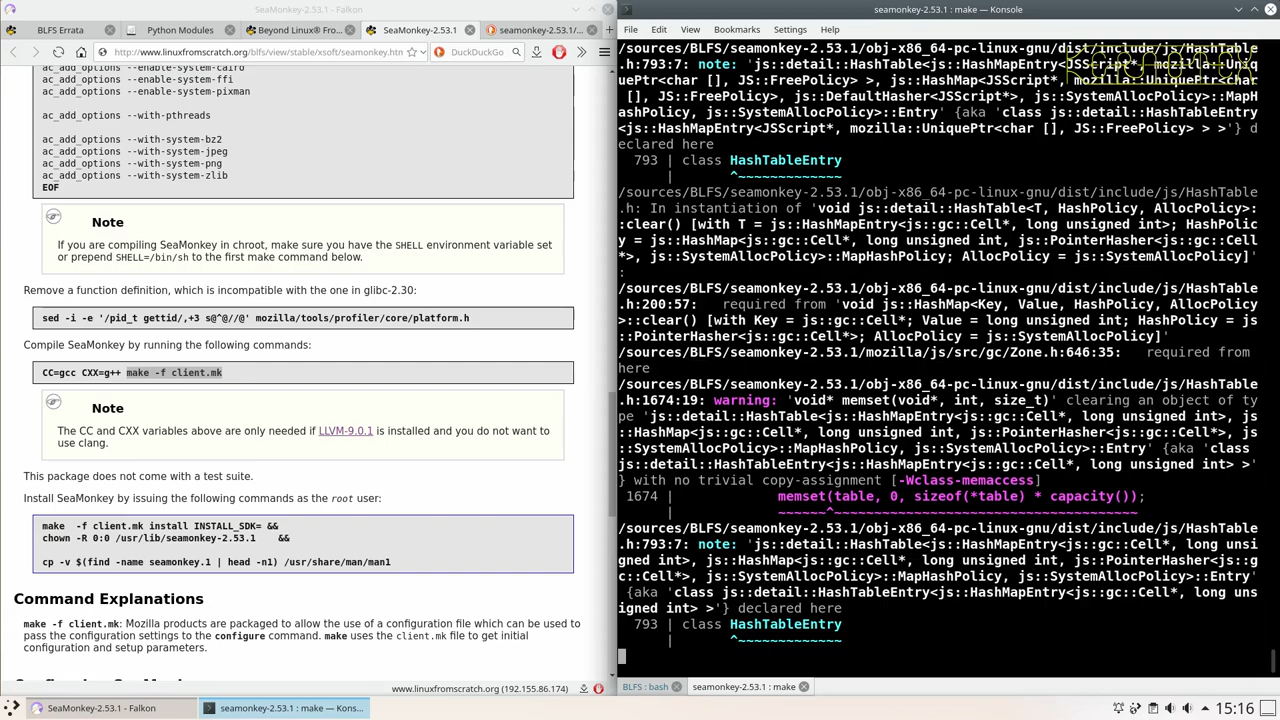 SeaMonkey-2.53.1 - Falkon
BLFS Errata
Python Modules
Beyond Linux® Fro...
SeaMonkey-2.53.1
seamonkey-2.53.1/...
http://www.linuxfromscratch.org/blfs/view/stable/xsoft/seamonkey.htm
DuckDuckGo
ac_add_options --enable-system-cairo
ac_add_options --enable-system-ffi
ac_add_options --enable-system-pixman
ac_add_options --with-pthreads
ac_add_options --with-system-bz2
ac_add_options --with-system-jpeg
ac_add_options --with-system-png
ac_add_options --with-system-zlib
EOF
Note
If you are compiling SeaMonkey in chroot, make sure you have the SHELL environment variable set
or prepend SHELL=/bin/sh to the first make command below.
Remove a function definition, which is incompatible with the one in glibc-2.30:
sed -i -e '/pid_t gettid/,+3 s@^@//@' mozilla/tools/profiler/core/platform.h
Compile SeaMonkey by running the following commands:
CC=gcc CXX=g++ make -f client.mk
Note
The CC and CXX variables above are only needed if LLVM-9.0.1 is installed and you do not want to
use clang.
This package does not come with a test suite.
Install SeaMonkey by issuing the following commands as the root user:
make  -f client.mk install INSTALL_SDK= &&
chown -R 0:0 /usr/lib/seamonkey-2.53.1    &&
cp -v $(find -name seamonkey.1 | head -n1) /usr/share/man/man1
Command Explanations
make -f client.mk: Mozilla products are packaged to allow the use of a configuration file which can be used to
pass the configuration settings to the configure command. make uses the client.mk file to get initial
configuration and setup parameters.
www.linuxfromscratch.org (192.155.86.174)
seamonkey-2.53.1 : make — Konsole
File Edit View Bookmarks Settings Help
/sources/BLFS/seamonkey-2.53.1/obj-x86_64-pc-linux-gnu/dist/include/js/HashTable
.h:793:7: note: 'js::detail::HashTable<js::HashMapEntry<JSScript*, mozilla::Uniq
uePtr<char [], JS::FreePolicy> >, js::HashMap<JSScript*, mozilla::UniquePtr<char
 [], JS::FreePolicy>, js::DefaultHasher<JSScript*>, js::SystemAllocPolicy>::MapH
ashPolicy, js::SystemAllocPolicy>::Entry' {aka 'class js::detail::HashTableEntry
<js::HashMapEntry<JSScript*, mozilla::UniquePtr<char [], JS::FreePolicy> > >'} d
eclared here
793 | class HashTableEntry
| ^~~~~~~~~~~~~~
/sources/BLFS/seamonkey-2.53.1/obj-x86_64-pc-linux-gnu/dist/include/js/HashTable
.h: In instantiation of 'void js::detail::HashTable<T, HashPolicy, AllocPolicy>:
:clear() [with T = js::HashMapEntry<js::gc::Cell*, long unsigned int>; HashPolic
y = js::HashMap<js::gc::Cell*, long unsigned int, js::PointerHasher<js::gc::Cell
*>, js::SystemAllocPolicy>::MapHashPolicy; AllocPolicy = js::SystemAllocPolicy]'
:
/sources/BLFS/seamonkey-2.53.1/obj-x86_64-pc-linux-gnu/dist/include/js/HashTable
.h:200:57:   required from 'void js::HashMap<Key, Value, HashPolicy, AllocPolicy
>::clear() [with Key = js::gc::Cell*; Value = long unsigned int; HashPolicy = js
::PointerHasher<js::gc::Cell*>; AllocPolicy = js::SystemAllocPolicy]'
/sources/BLFS/seamonkey-2.53.1/mozilla/js/src/gc/Zone.h:646:35:   required from
here
/sources/BLFS/seamonkey-2.53.1/obj-x86_64-pc-linux-gnu/dist/include/js/HashTable
.h:1674:19: warning: 'void* memset(void*, int, size_t)' clearing an object of ty
pe 'js::detail::HashTable<js::HashMapEntry<js::gc::Cell*, long unsigned int>, js
::HashMap<js::gc::Cell*, long unsigned int, js::PointerHasher<js::gc::Cell*>, js
::SystemAllocPolicy>::MapHashPolicy, js::SystemAllocPolicy>::Entry' {aka 'class
js::detail::HashTableEntry<js::HashMapEntry<js::gc::Cell*, long unsigned int> >'
} with no trivial copy-assignment [-Wclass-memaccess]
1674 |             memset(table, 0, sizeof(*table) * capacity());
|             ~~~~~~^~~~~~~~~~~~~~~~~~~~~~~~~~~~~~~~~~~~~~~
/sources/BLFS/seamonkey-2.53.1/obj-x86_64-pc-linux-gnu/dist/include/js/HashTable
.h:793:7: note: 'js::detail::HashTable<js::HashMapEntry<js::gc::Cell*, long unsi
gned int>, js::HashMap<js::gc::Cell*, long unsigned int, js::PointerHasher<js::g
c::Cell*>, js::SystemAllocPolicy>::MapHashPolicy, js::SystemAllocPolicy>::Entry'
 {aka 'class js::detail::HashTableEntry<js::HashMapEntry<js::gc::Cell*, long uns
igned int> >'} declared here
793 | class HashTableEntry
| ^~~~~~~~~~~~~~
BLFS : bash
seamonkey-2.53.1 : make
SeaMonkey-2.53.1 - Falkon
seamonkey-2.53.1 : make — Kons...
15:16